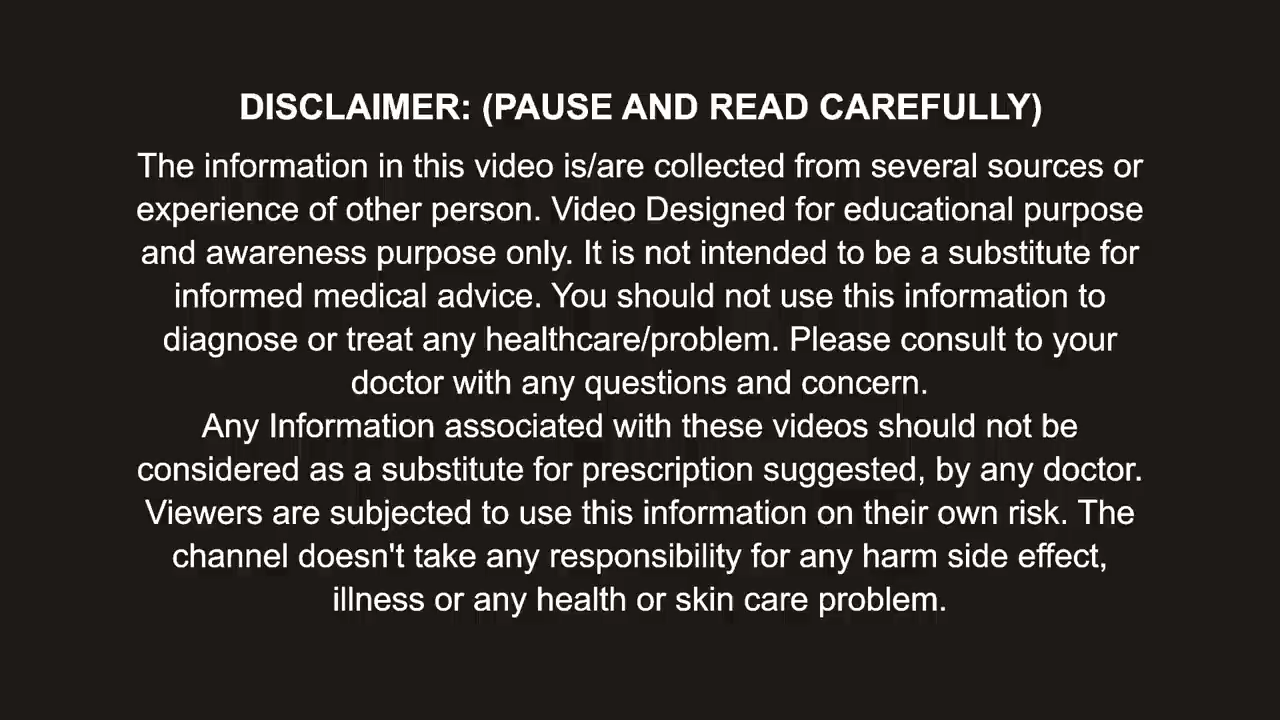 DISCLAIMER: (PAUSE AND READ CAREFULLY)
The information in this video is/are collected from several sources or
experience of other person. Video Designed for educational purpose
and awareness purpose only. It is not intended to be a substitute for
informed medical advice. You should not use this information to
diagnose or treat any healthcare/problem. Please consult to your
doctor with any questions and concern.
Any Information associated with these videos should not be
considered as a substitute for prescription suggested, by any doctor.
Viewers are subjected to use this information on their own risk. The
channel doesn't take any responsibility for any harm side effect,
illness or any health or skin care problem.